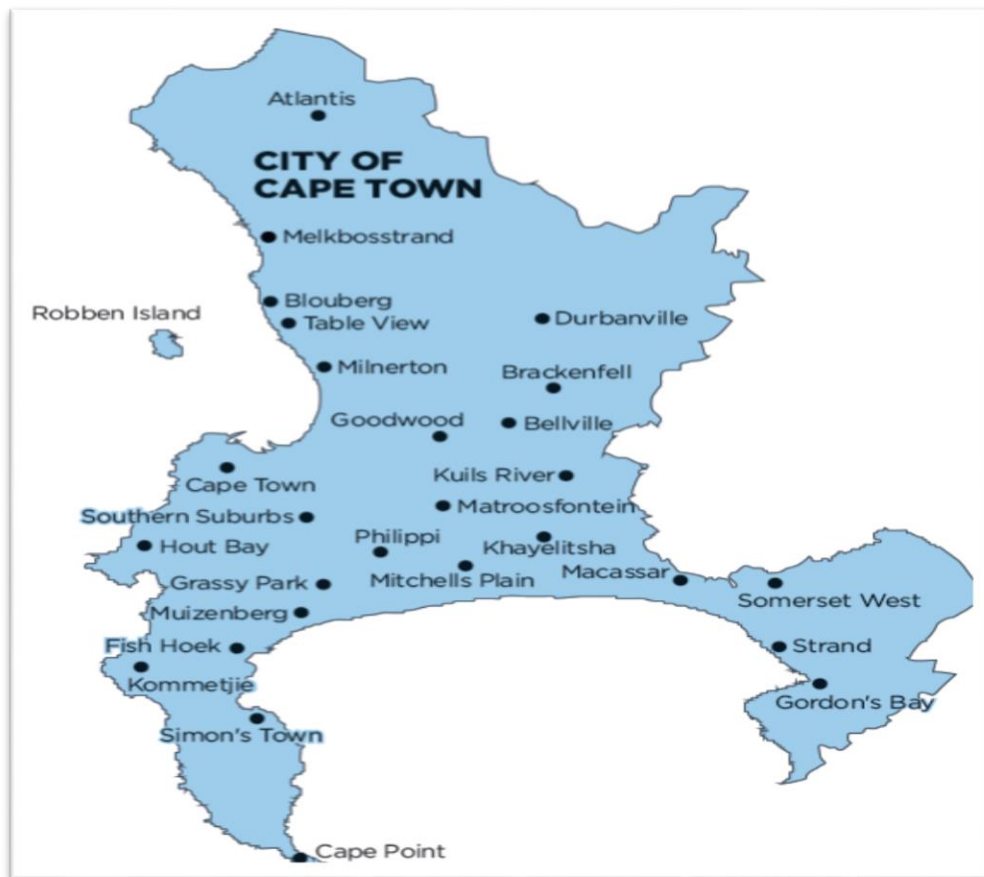 Atlantis
CITY OF
CAPE TOWN
Melkbosstrand
Blouberg
Robben Island
Table View
Durbanville
Milnerton
Brackenfell
Goodwood
Bellville
Kuils River
Cape Town
Matroosfontein
Southern Suburbs
Philippi
Hout Bay
Khayelitsha
Macassar
Grassy Park
Mitchells Plain
Somerset West
Muizenberg
Fish Hoek
Strand
Kommetjie
Gordon's Bay
Simon's Town
Cape Point